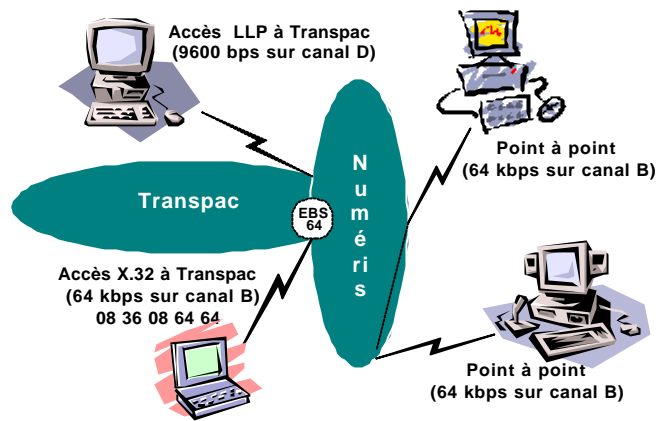 Accès LLP à Transpac
(9600 bps sur canal D)
Point à point
(64 kbps sur canal B)
Numéris
Transpac
EBS
64
Accès X.32 à Transpac
(64 kbps sur canal B)
08 36 08 64 64
Point à point
(64 kbps sur canal B)